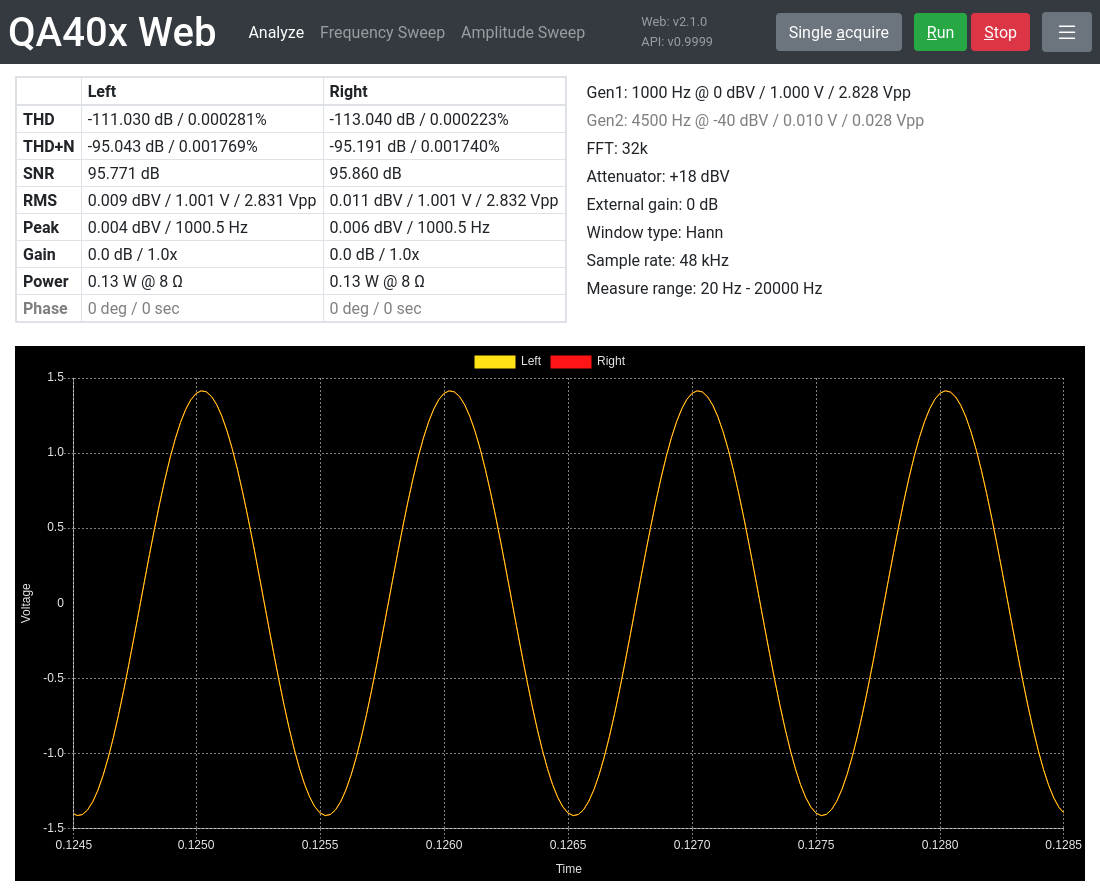 QA40x Web Analyze Frequency Sweep Amplitude Sweep Web: v2.1.0 API: v0.9999 Single acquire Run Stop
Left Right
THD -111.030 dB / 0.000281% -113.040 dB / 0.000223%
THD+N -95.043 dB / 0.001769% -95.191 dB / 0.001740%
SNR 95.771 dB 95.860 dB
RMS 0.009 dBV / 1.001 V / 2.831 Vpp 0.011 dBV / 1.001 V / 2.832 Vpp
Peak 0.004 dBV / 1000.5 Hz 0.006 dBV / 1000.5 Hz
Gain 0.0 dB / 1.0x 0.0 dB / 1.0x
Power 0.13 W @ 8 Ω 0.13 W @ 8 Ω
Phase 0 deg / 0 sec 0 deg / 0 sec
Gen1: 1000 Hz @ 0 dBV / 1.000 V / 2.828 Vpp
Gen2: 4500 Hz @ -40 dBV / 0.010 V / 0.028 Vpp
FFT: 32k
Attenuator: +18 dBV
External gain: 0 dB
Window type: Hann
Sample rate: 48 kHz
Measure range: 20 Hz - 20000 Hz
Left Right
1.5
1.0
0.5
0
-0.5
-1.0
-1.5
Voltage
0.1245 0.1250 0.1255 0.1260 0.1265 0.1270 0.1275 0.1280 0.1285
Time